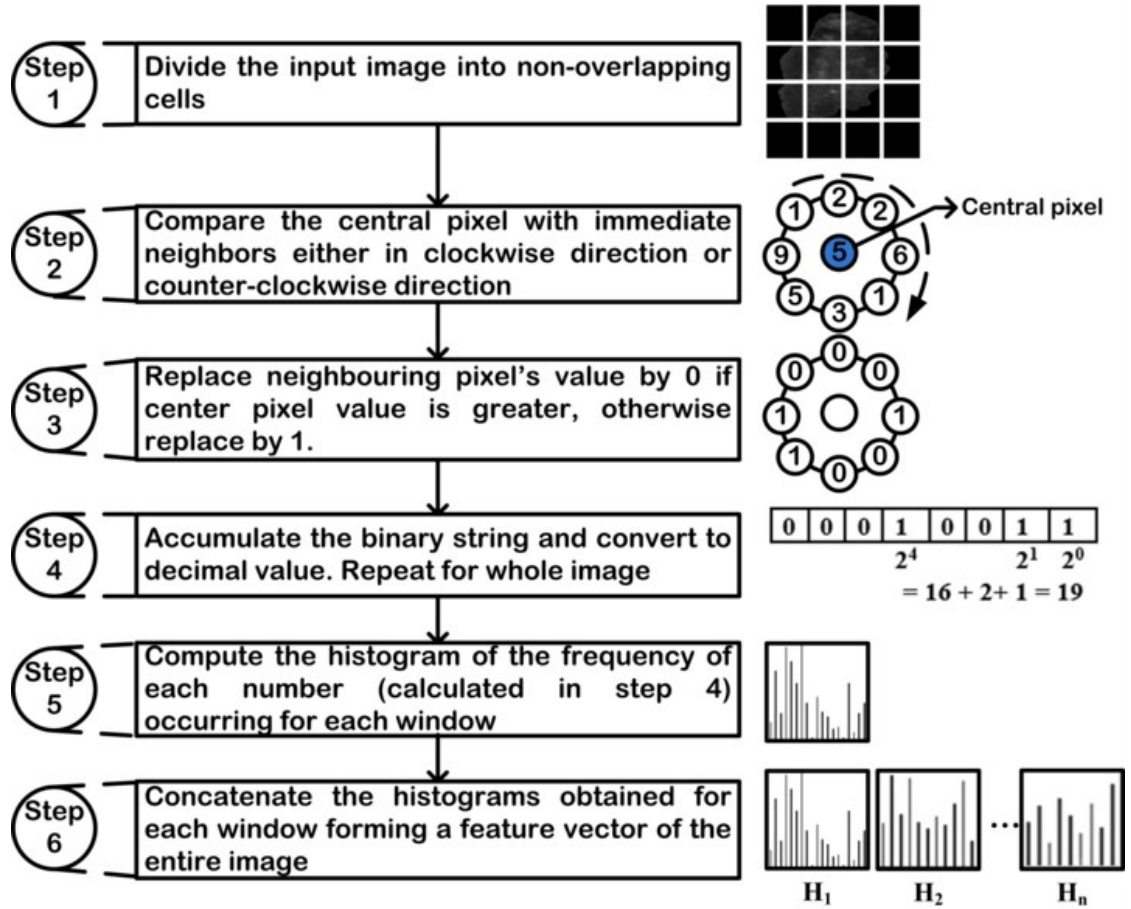 Step
1
Divide the input image into non-overlapping
cells
Step
2
Compare the central pixel with immediate
neighbors either in clockwise direction or
counter-clockwise direction
1 2 2
9 5 6
5 3 1
Central pixel
Step
3
Replace neighbouring pixel's value by 0 if
center pixel value is greater, otherwise
replace by 1.
0 0 0
1 1
1 0 0
Step
4
Accumulate the binary string and convert to
decimal value. Repeat for whole image
0 0 0 1 0 0 1 1
2⁴ 2¹ 2⁰
= 16 + 2+ 1 = 19
Step
5
Compute the histogram of the frequency of
each number (calculated in step 4)
occurring for each window
Step
6
Concatenate the histograms obtained for
each window forming a feature vector of the
entire image
...
H₁ H₂ Hₙ